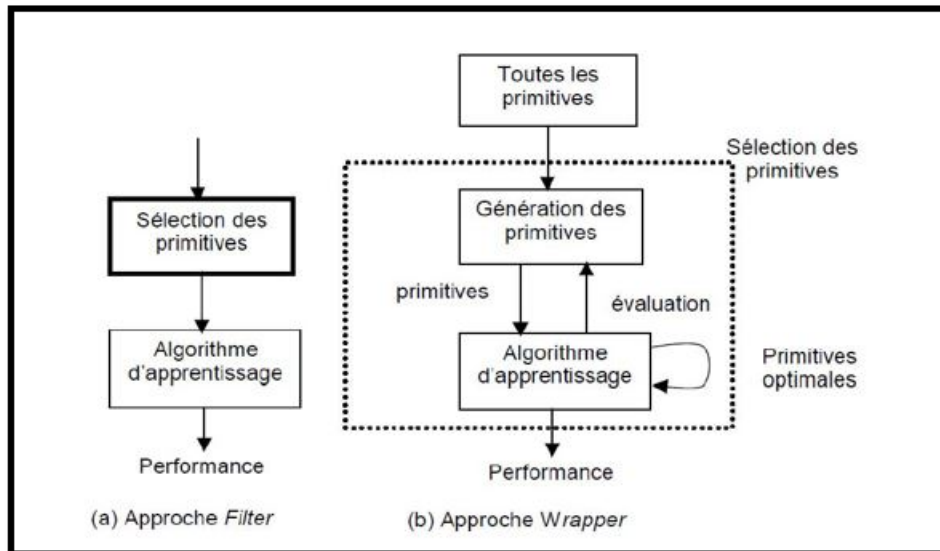 Sélection des
primitives
Algorithme
d'apprentissage
Performance
(a) Approche Filter
Toutes les
primitives
Sélection des
primitives
Génération des
primitives
primitives
évaluation
Algorithme
d'apprentissage
Primitives
optimales
Performance
(b) Approche Wrapper